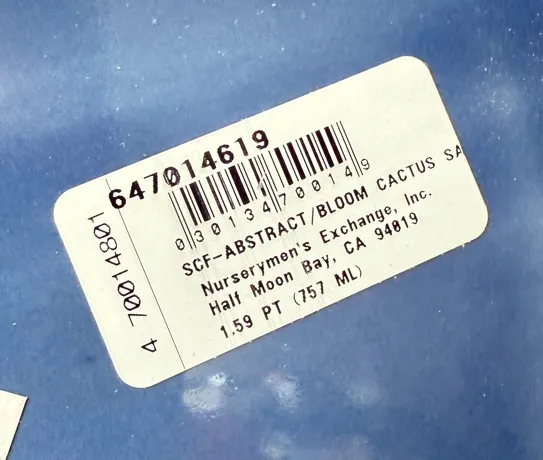 647014619
0 30134 70014 9
SCF-ABSTRACT/BLOOM CACTUS SA
Nurserymen's Exchange, Inc.
Half Moon Bay, CA 94019
1.59 PT (757 ML)
4 70014801